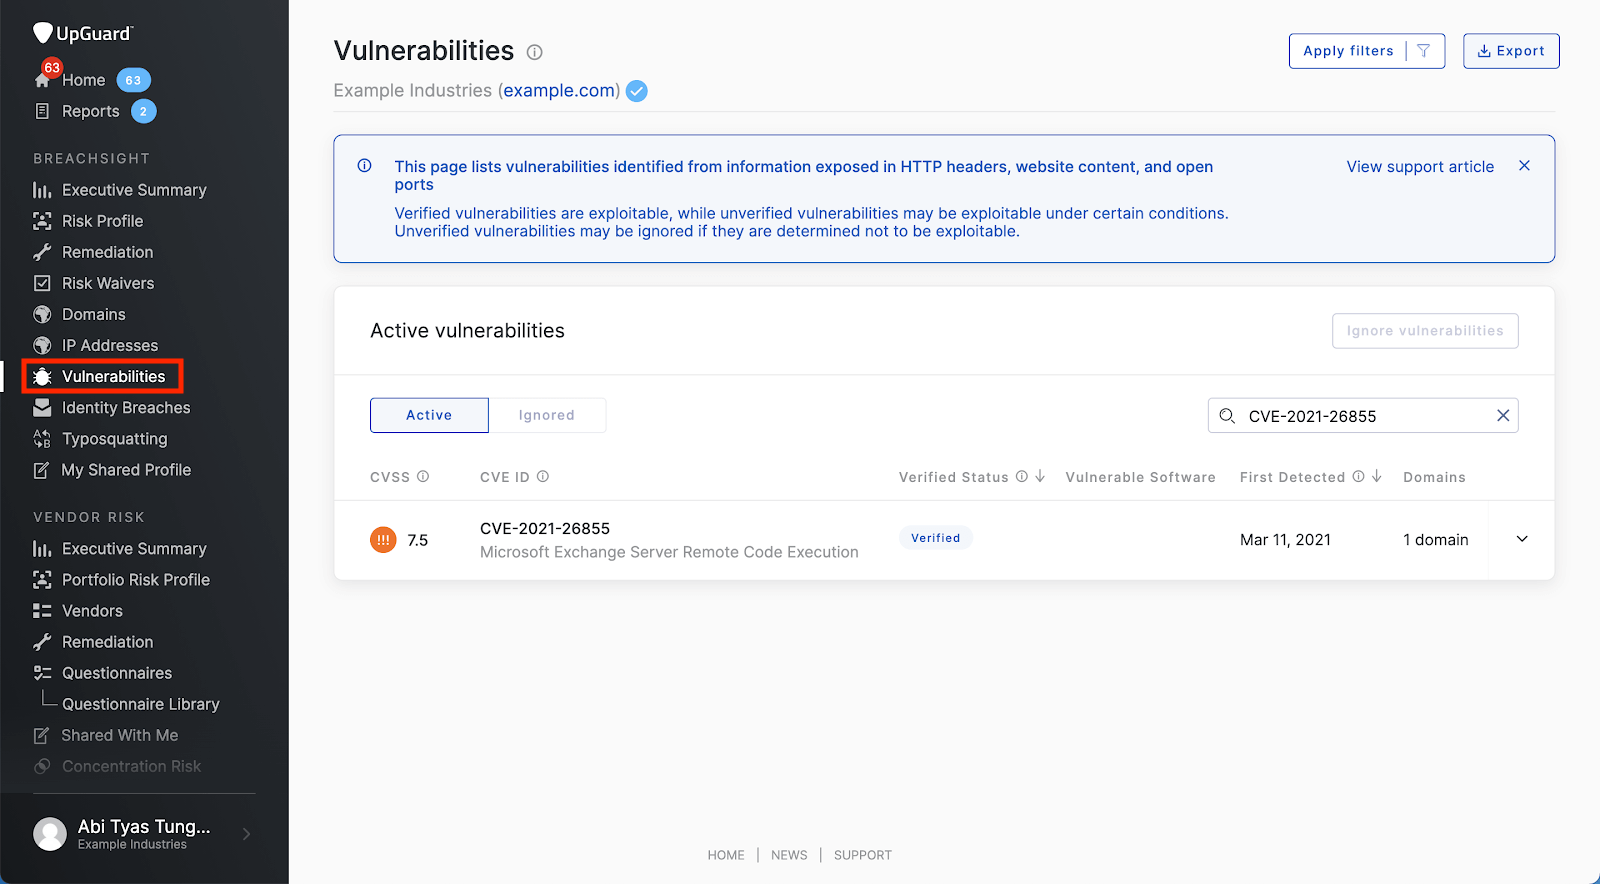 UpGuard™
63
Home 63
Reports 2
BREACHSIGHT
Executive Summary
Risk Profile
Remediation
Risk Waivers
Domains
IP Addresses
Vulnerabilities
Identity Breaches
Typosquatting
My Shared Profile
VENDOR RISK
Executive Summary
Portfolio Risk Profile
Vendors
Remediation
Questionnaires
Questionnaire Library
Shared With Me
Concentration Risk
Abi Tyas Tung...
Example Industries
Vulnerabilities
Apply filters
Export
Example Industries (example.com)
This page lists vulnerabilities identified from information exposed in HTTP headers, website content, and open
ports
View support article
Verified vulnerabilities are exploitable, while unverified vulnerabilities may be exploitable under certain conditions.
Unverified vulnerabilities may be ignored if they are determined not to be exploitable.
Active vulnerabilities
Ignore vulnerabilities
Active Ignored
CVE-2021-26855
CVSS CVE ID Verified Status Vulnerable Software First Detected Domains
!!! 7.5 CVE-2021-26855 Verified Mar 11, 2021 1 domain
Microsoft Exchange Server Remote Code Execution
HOME | NEWS | SUPPORT